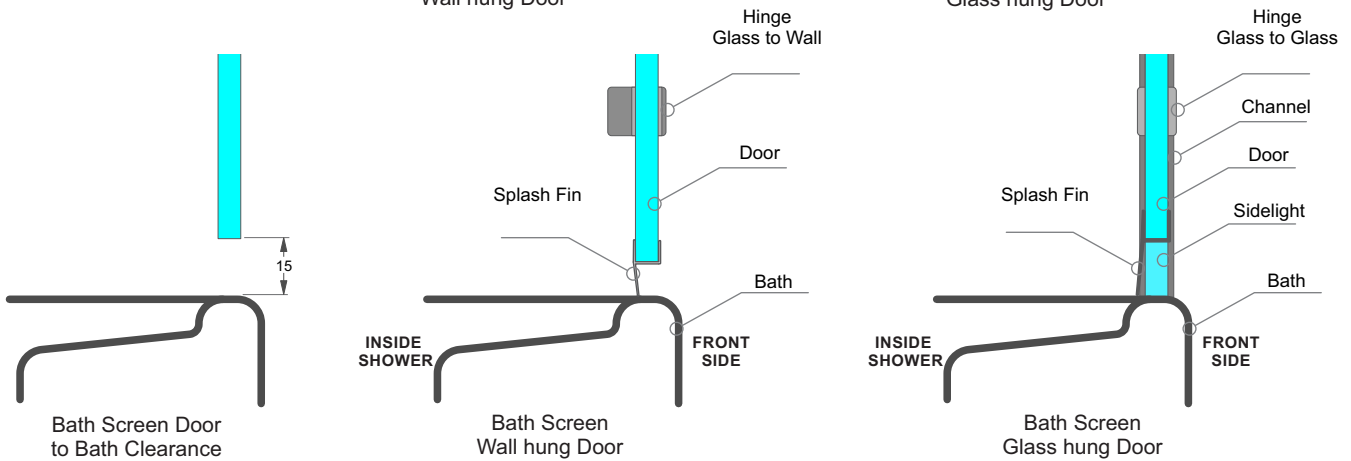 Wall hung Door
Glass hung Door
15
Bath Screen Door
to Bath Clearance
Hinge
Glass to Wall
Door
Splash Fin
Bath
INSIDE
SHOWER
FRONT
SIDE
Bath Screen
Wall hung Door
Hinge
Glass to Glass
Channel
Door
Splash Fin
Sidelight
Bath
INSIDE
SHOWER
FRONT
SIDE
Bath Screen
Glass hung Door